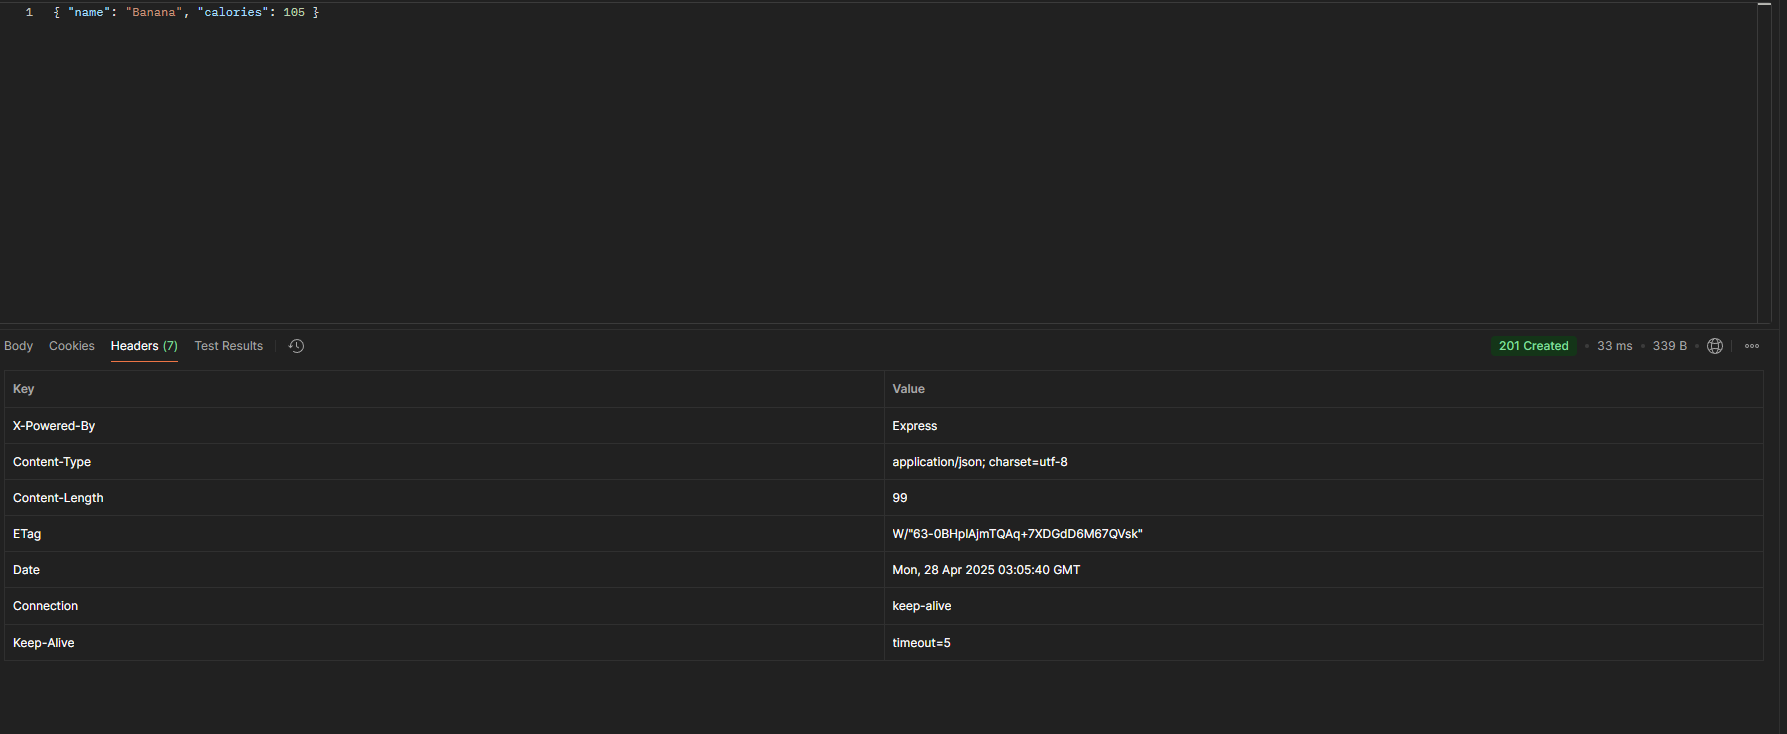 1 { "name": "Banana", "calories": 105 }
Body Cookies Headers (7) Test Results 201 Created • 33 ms • 339 B •
Key Value
X-Powered-By Express
Content-Type application/json; charset=utf-8
Content-Length 99
ETag W/"63-0BHpIAjmTQAq+7XDGdD6M67QVsk"
Date Mon, 28 Apr 2025 03:05:40 GMT
Connection keep-alive
Keep-Alive timeout=5